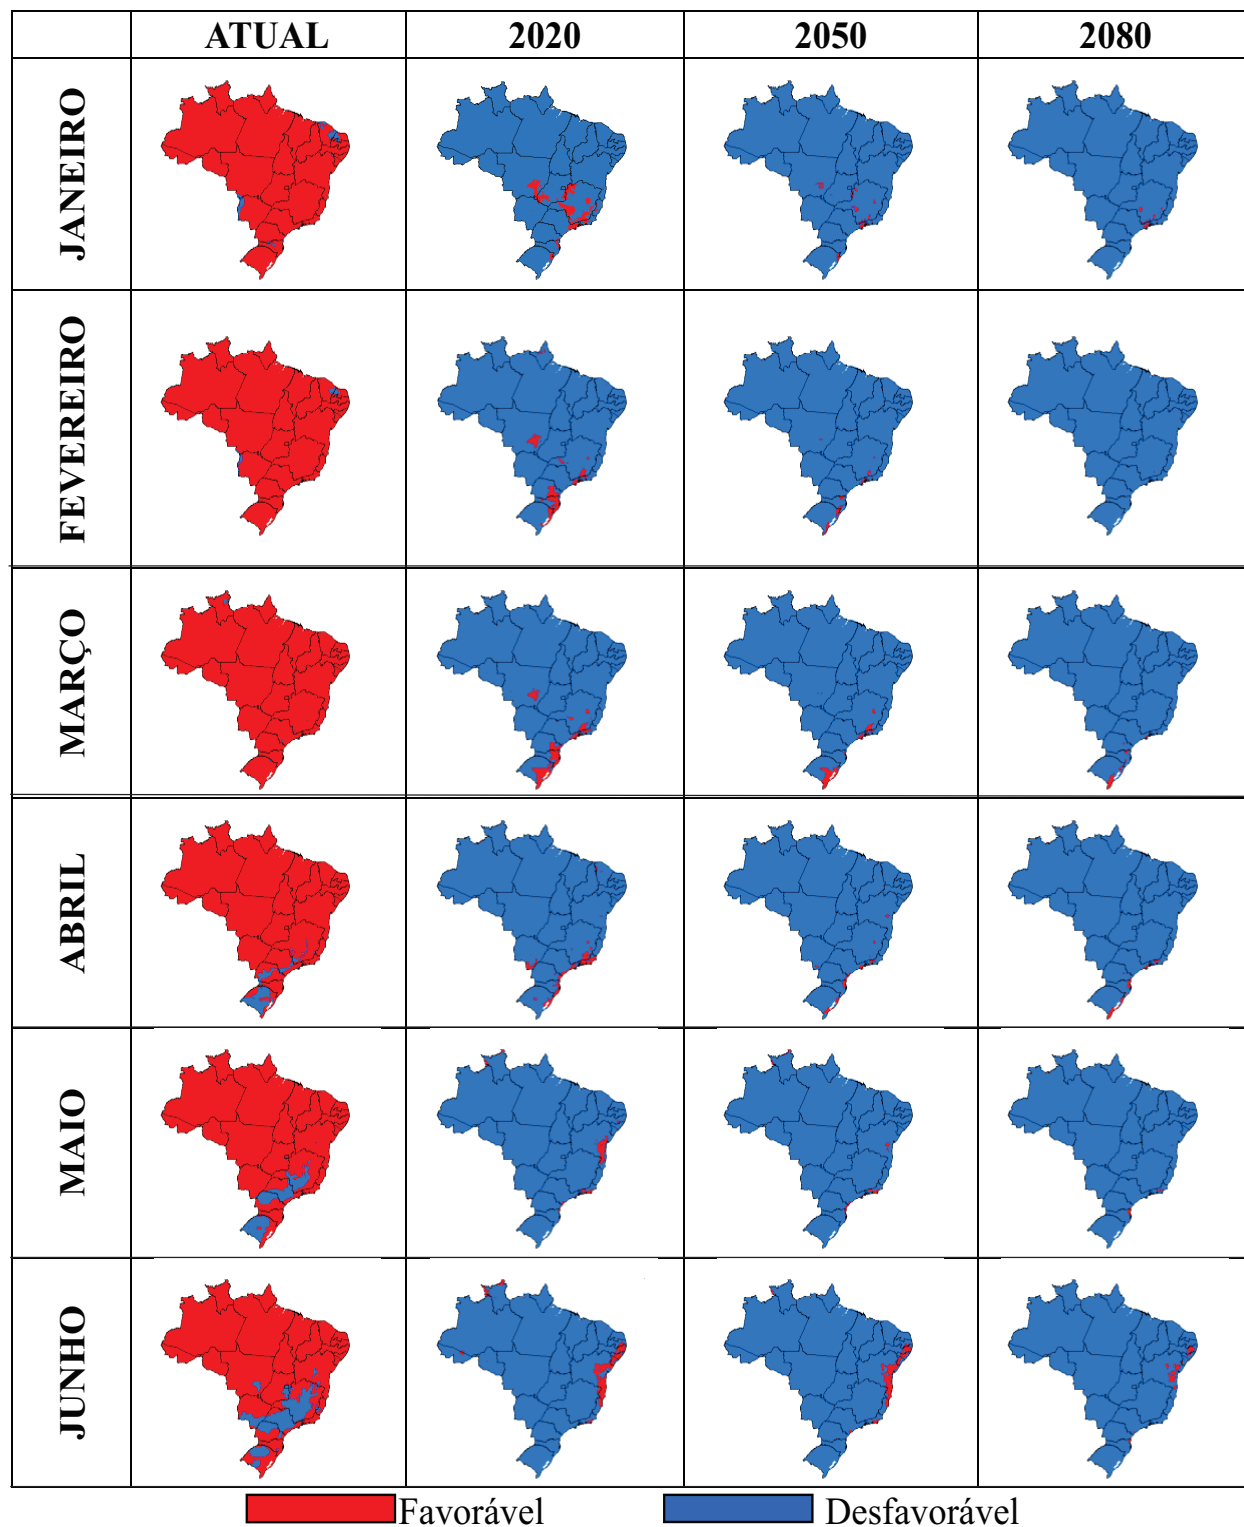 ATUAL 2020 2050 2080
JANEIRO
FEVEREIRO
MARÇO
ABRIL
MAIO
JUNHO
Favorável Desfavorável